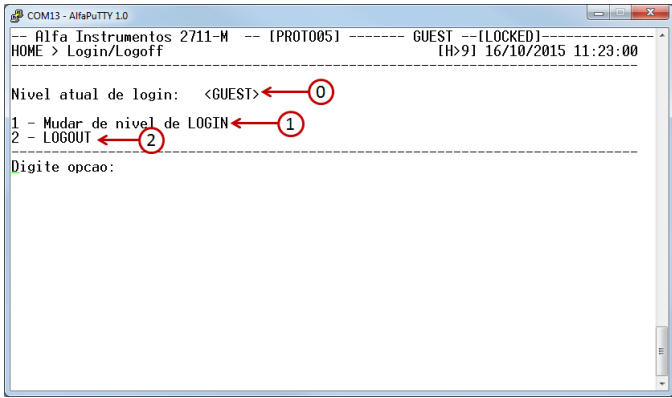 COM13 - AlfaPuTTY 1.0
-- Alfa Instrumentos 2711-M -- [PROTO05] ------- GUEST --[LOCKED]--------------
HOME > Login/Logoff [H>9] 16/10/2015 11:23:00
--------------------------------------------------------------------------------
Nivel atual de login: <GUEST> 0
1 - Mudar de nivel de LOGIN 1
2 - LOGOUT 2
--------------------------------------------------------------------------------
Digite opcao: